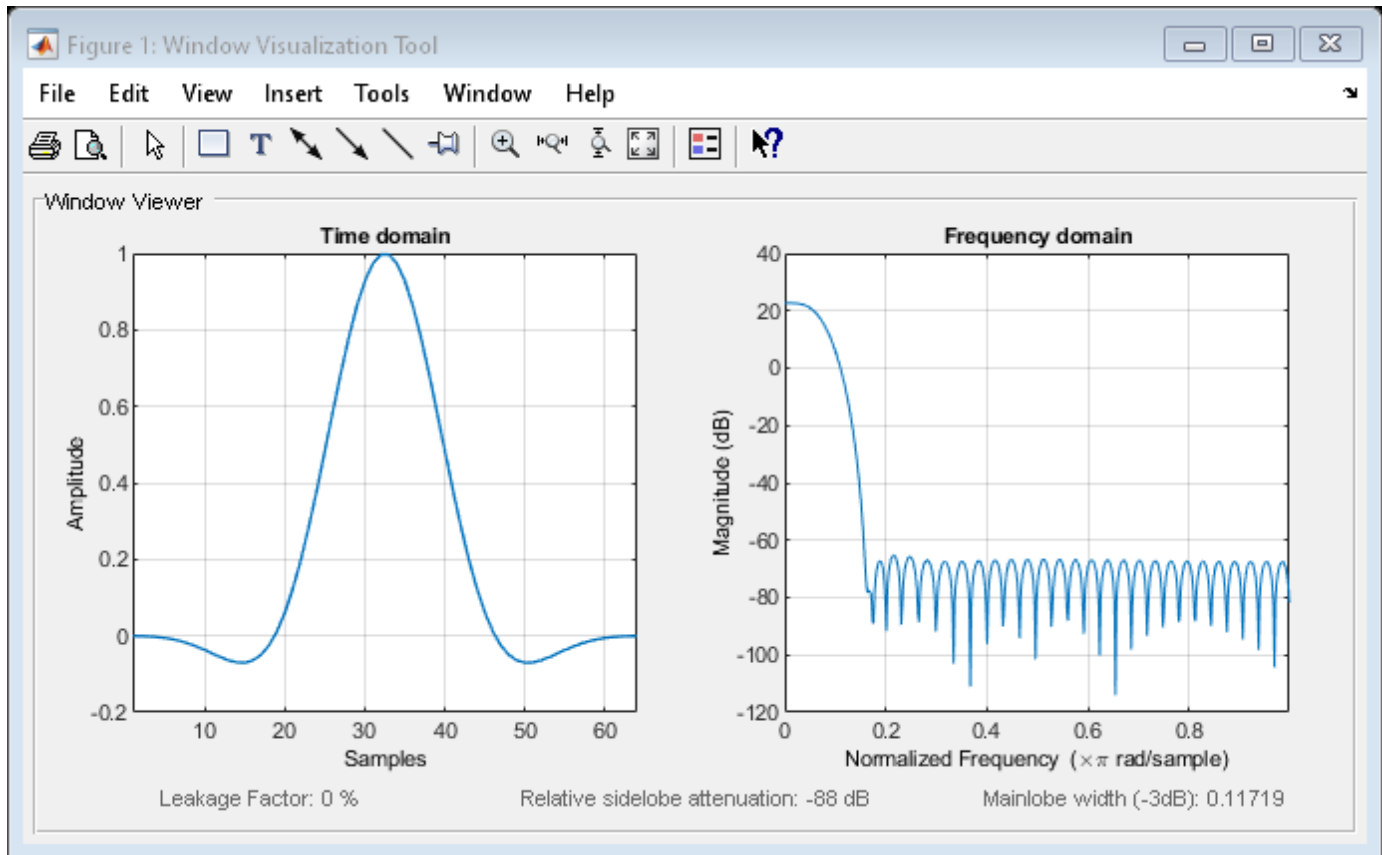 Figure 1: Window Visualization Tool
File Edit View Insert Tools Window Help
T
?
Window Viewer
Time domain
1
0.8
0.6
0.4
0.2
0
-0.2
Amplitude
10 20 30 40 50 60
Samples
Frequency domain
40
20
0
-20
-40
-60
-80
-100
-120
Magnitude (dB)
0 0.2 0.4 0.6 0.8
Normalized Frequency (×π rad/sample)
Leakage Factor: 0 % Relative sidelobe attenuation: -88 dB Mainlobe width (-3dB): 0.11719